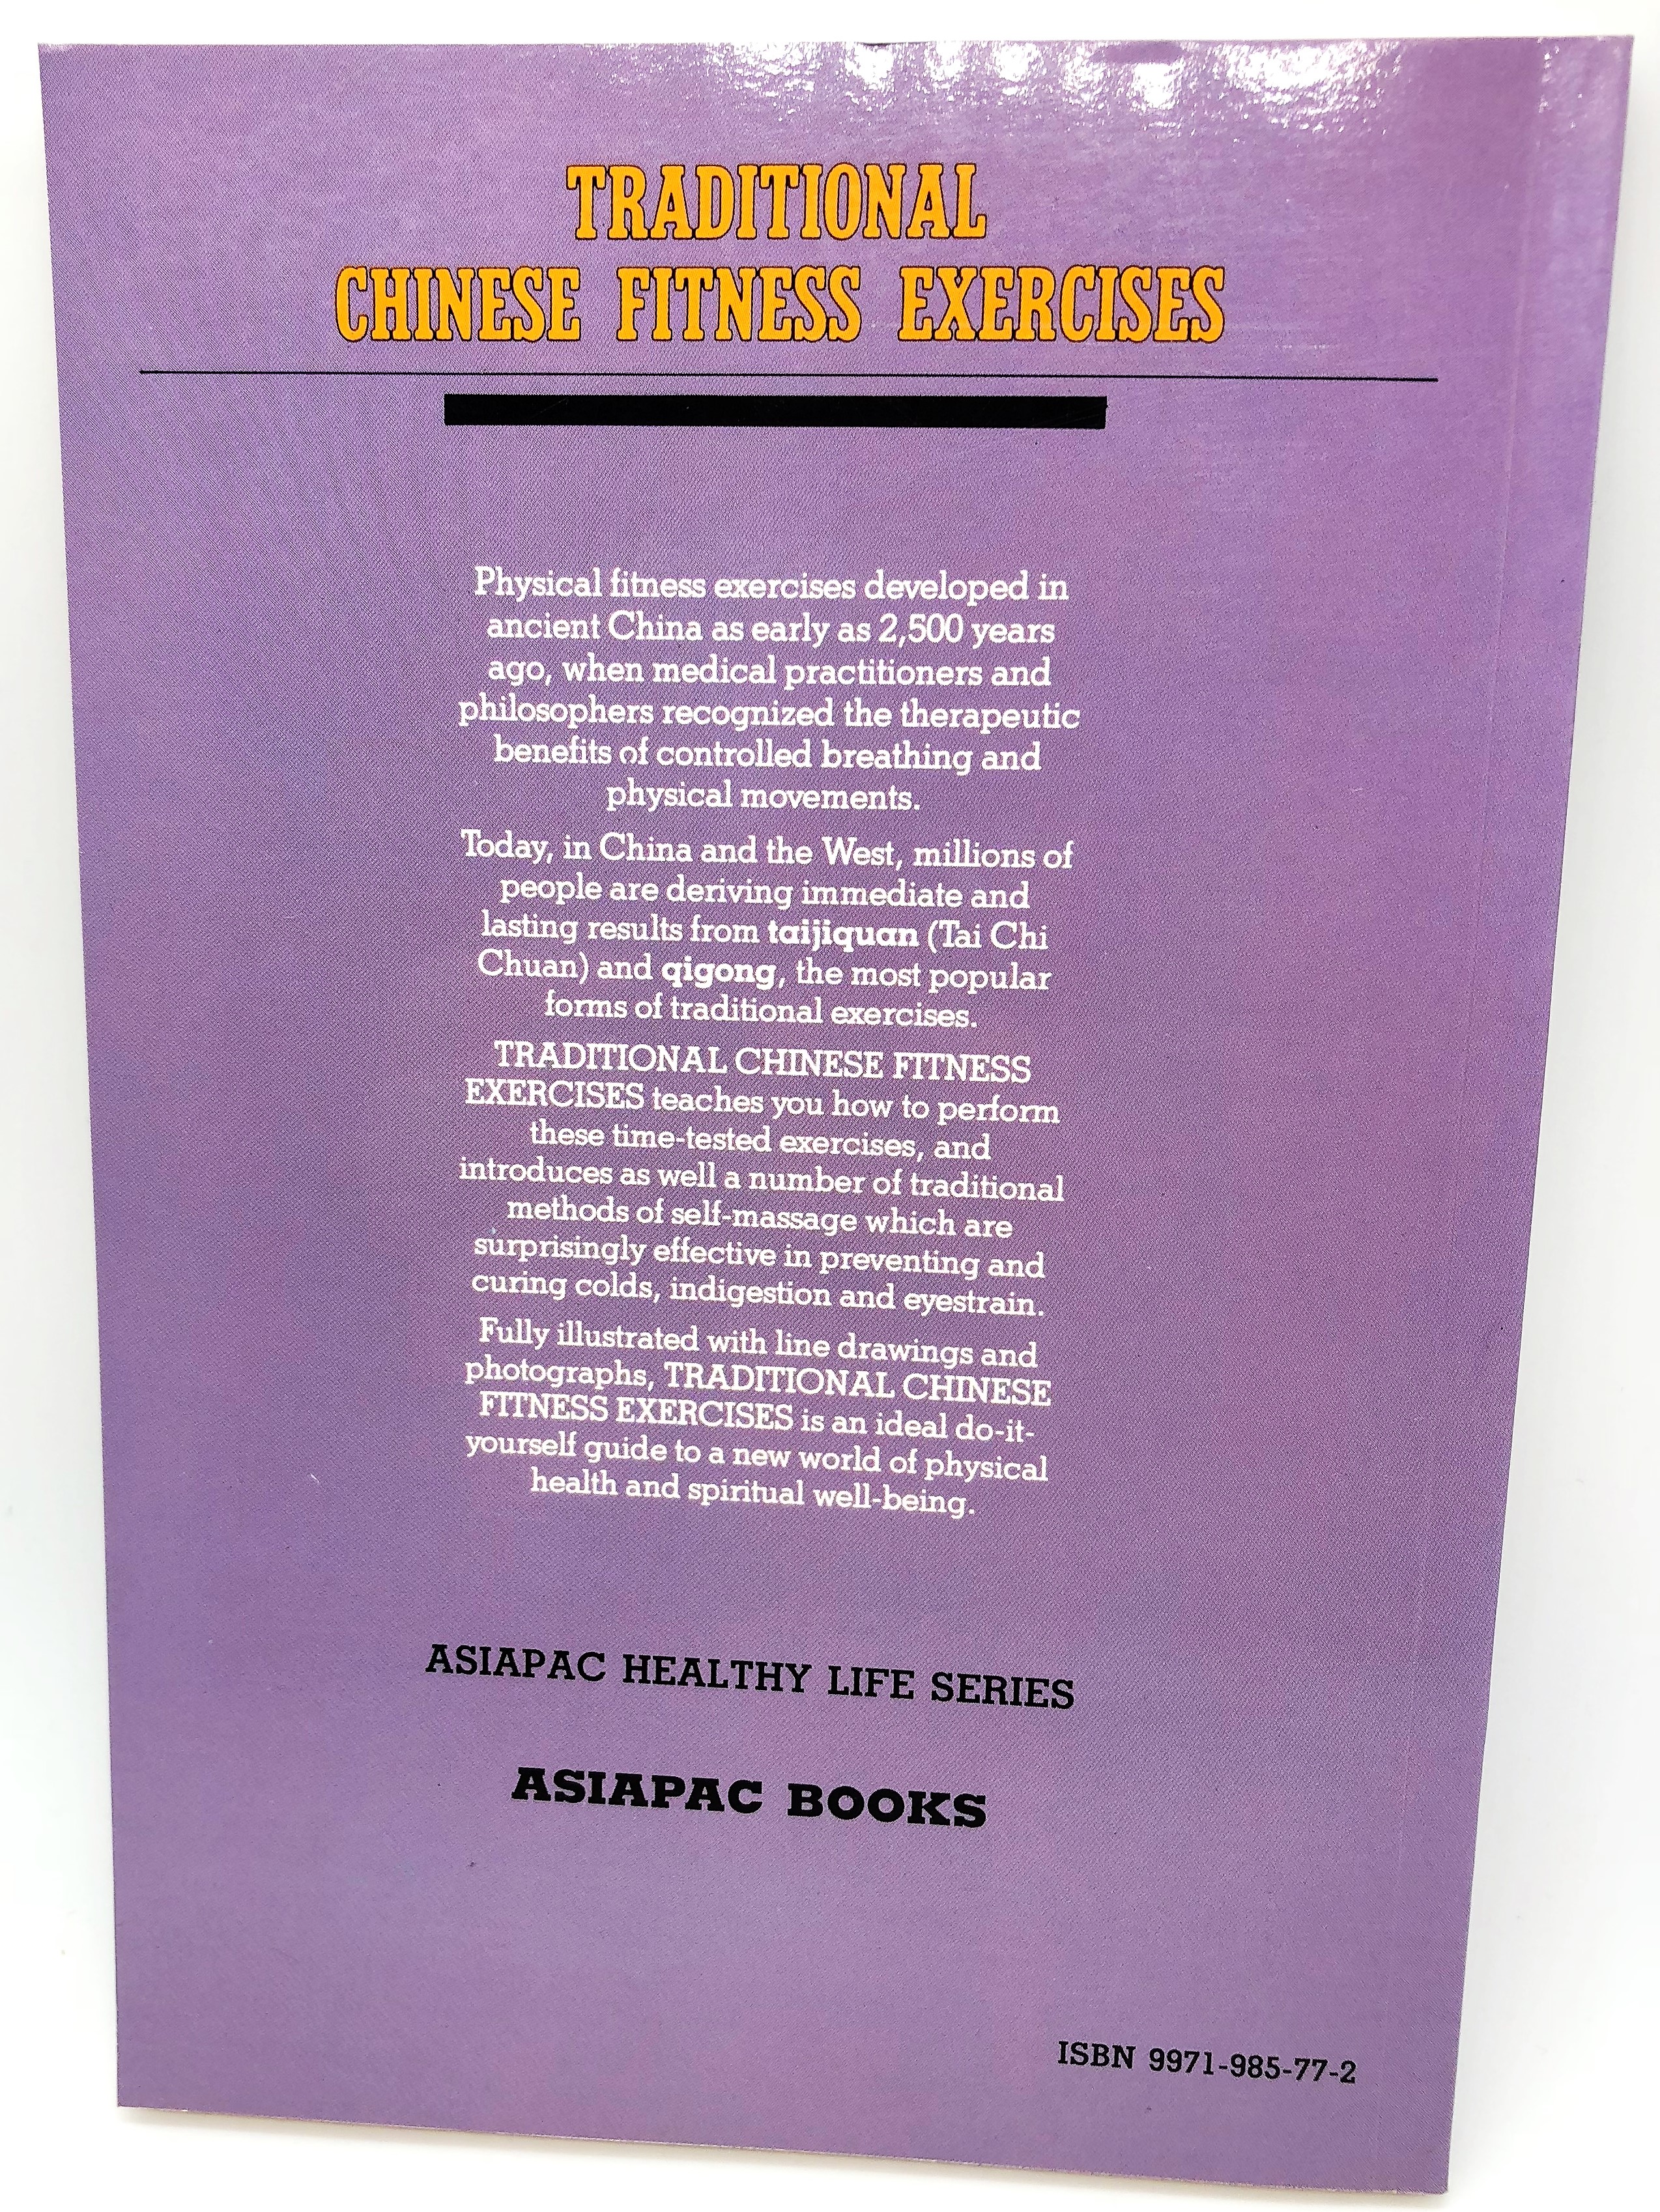 TRADITIONAL
CHINESE FITNESS EXERCISES
Physical fitness exercises developed in
ancient China as early as 2,500 years
ago, when medical practitioners and
philosophers recognized the therapeutic
benefits of controlled breathing and
physical movements.
Today, in China and the West, millions of
people are deriving immediate and
lasting results from taijiquan (Tai Chi
Chuan) and qigong, the most popular
forms of traditional exercises.
TRADITIONAL CHINESE FITNESS
EXERCISES teaches you how to perform
these time-tested exercises, and
introduces as well a number of traditional
methods of self-massage which are
surprisingly effective in preventing and
curing colds, indigestion and eyestrain.
Fully illustrated with line drawings and
photographs, TRADITIONAL CHINESE
FITNESS EXERCISES is an ideal do-it-
yourself guide to a new world of physical
health and spiritual well-being.
ASIAPAC HEALTHY LIFE SERIES
ASIAPAC BOOKS
ISBN 9971-985-77-2